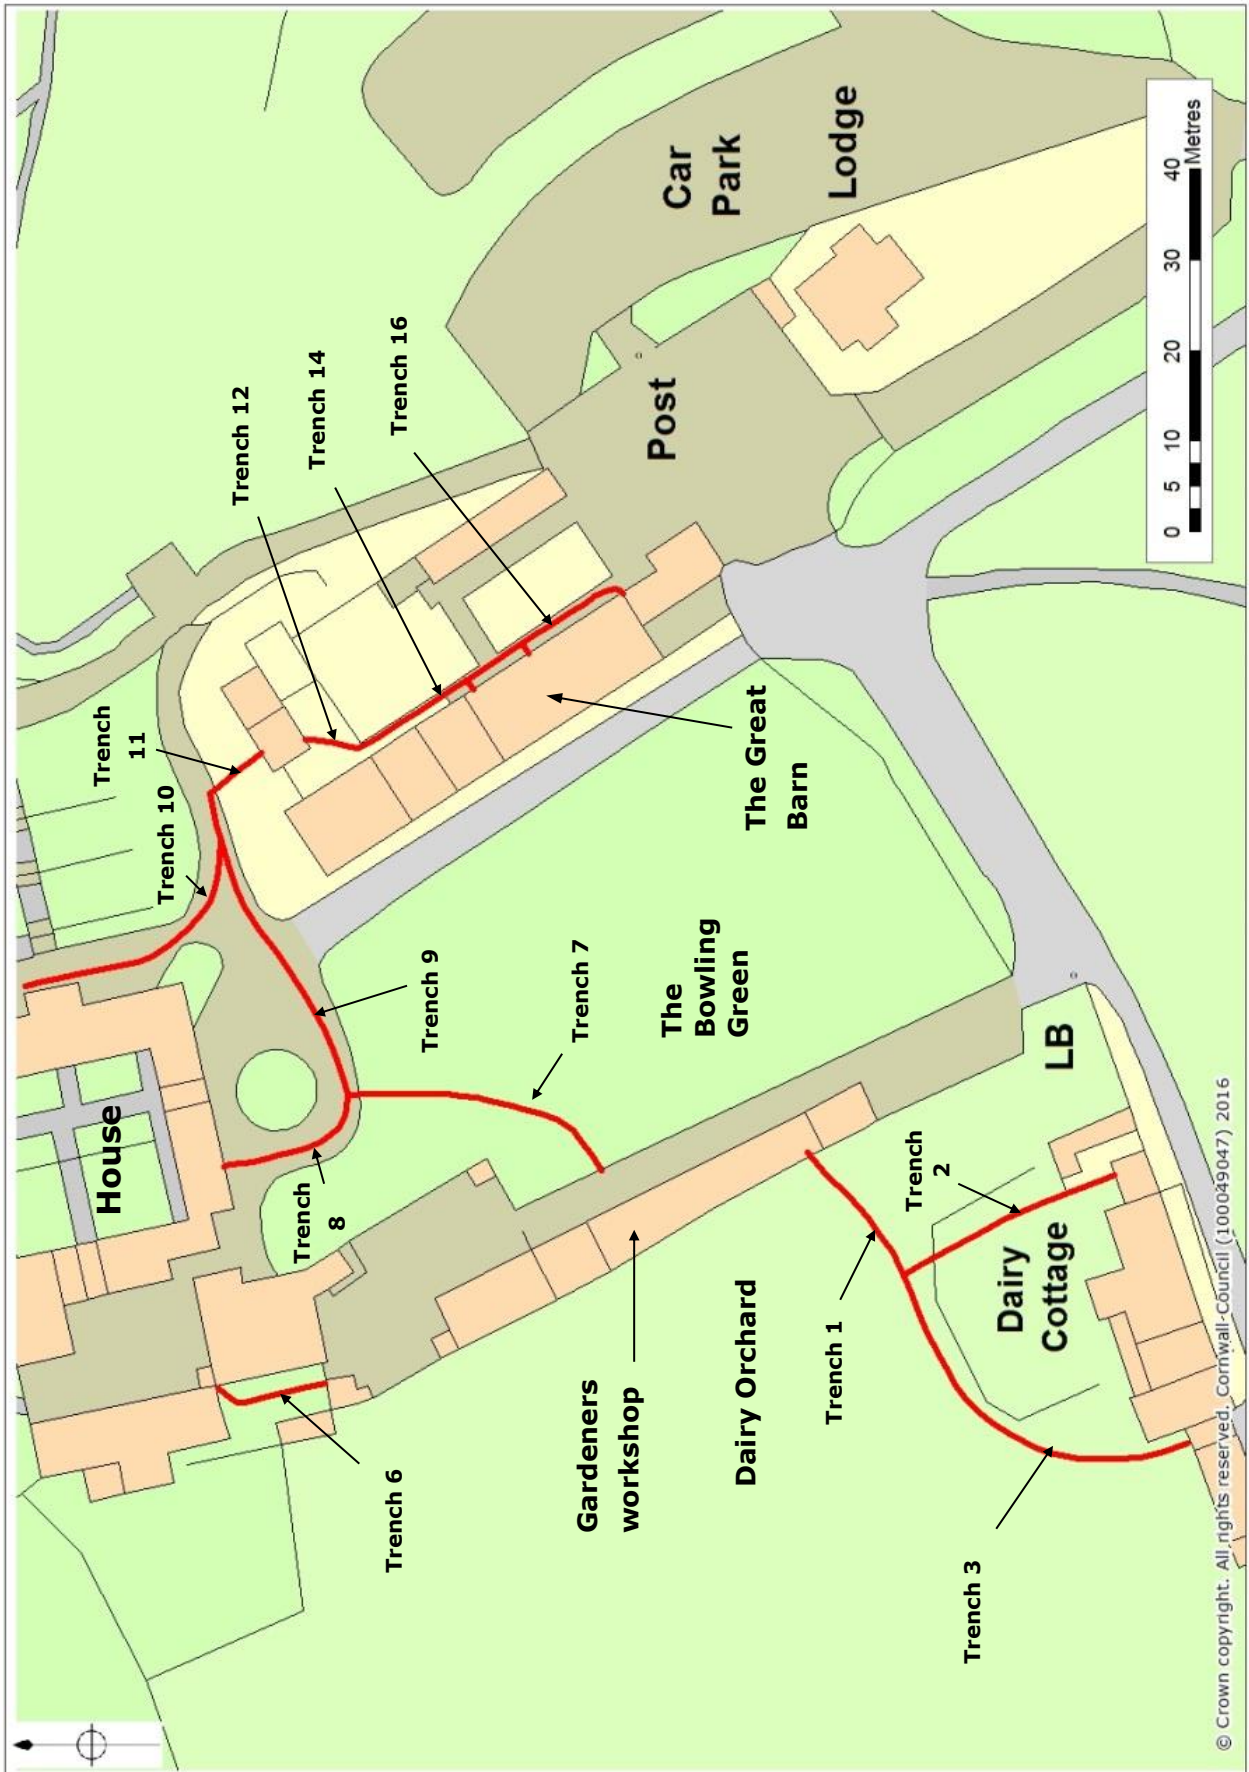 House
Trench
8
Trench 6
Trench 10
Trench
11
Trench 12
Trench 14
Trench 16
Trench 9
Trench 7
The
Bowling
Green
The Great
Barn
Post
Car
Park
Lodge
Gardeners
workshop
Dairy Orchard
Trench 1
Trench
2
Trench 3
Dairy
Cottage
LB
0 5 10 20 30 40
Metres
© Crown copyright. All rights reserved. Cornwall Council (100049047) 2016